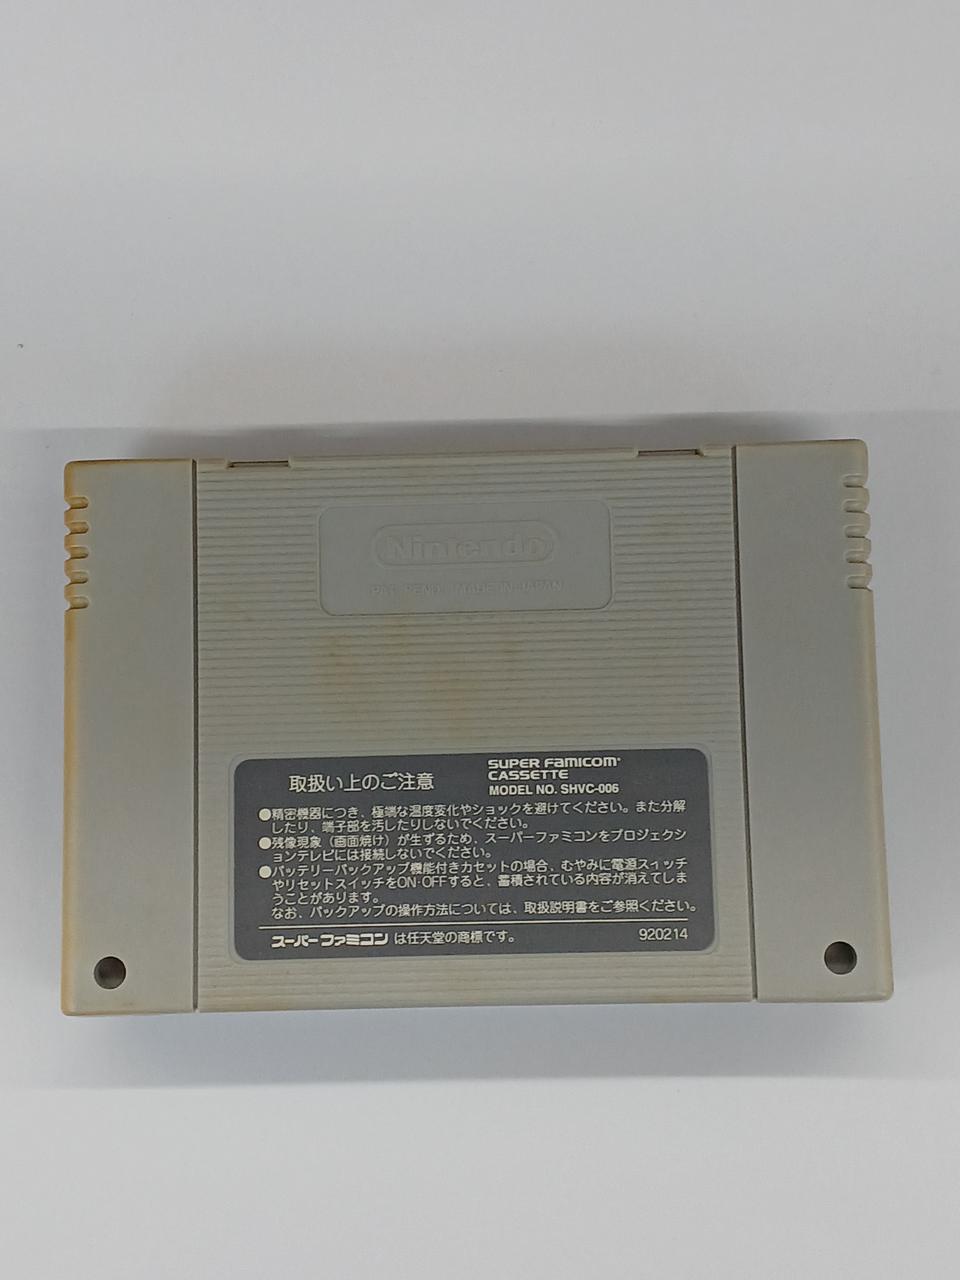 Nintendo
PAT. PEND. MADE IN JAPAN
取扱い上のご注意
SUPER FAMICOM
CASSETTE
MODEL NO. SHVC-006
●精密機器につき、極端な温度変化やショックを避けてください。また分解
したり、端子部を汚したりしないでください。
●残像現象(画面焼け)が生ずるため、スーパーファミコンをプロジェクシ
ョンテレビには接続しないでください。
●バッテリーバックアップ機能付きカセットの場合、むやみに電源スイッチ
やリセットスイッチをON・OFFすると、蓄積されている内容が消えてしま
うことがあります。
なお、バックアップの操作方法については、取扱説明書をご参照ください。
スーパーファミコン は任天堂の商標です。
920214